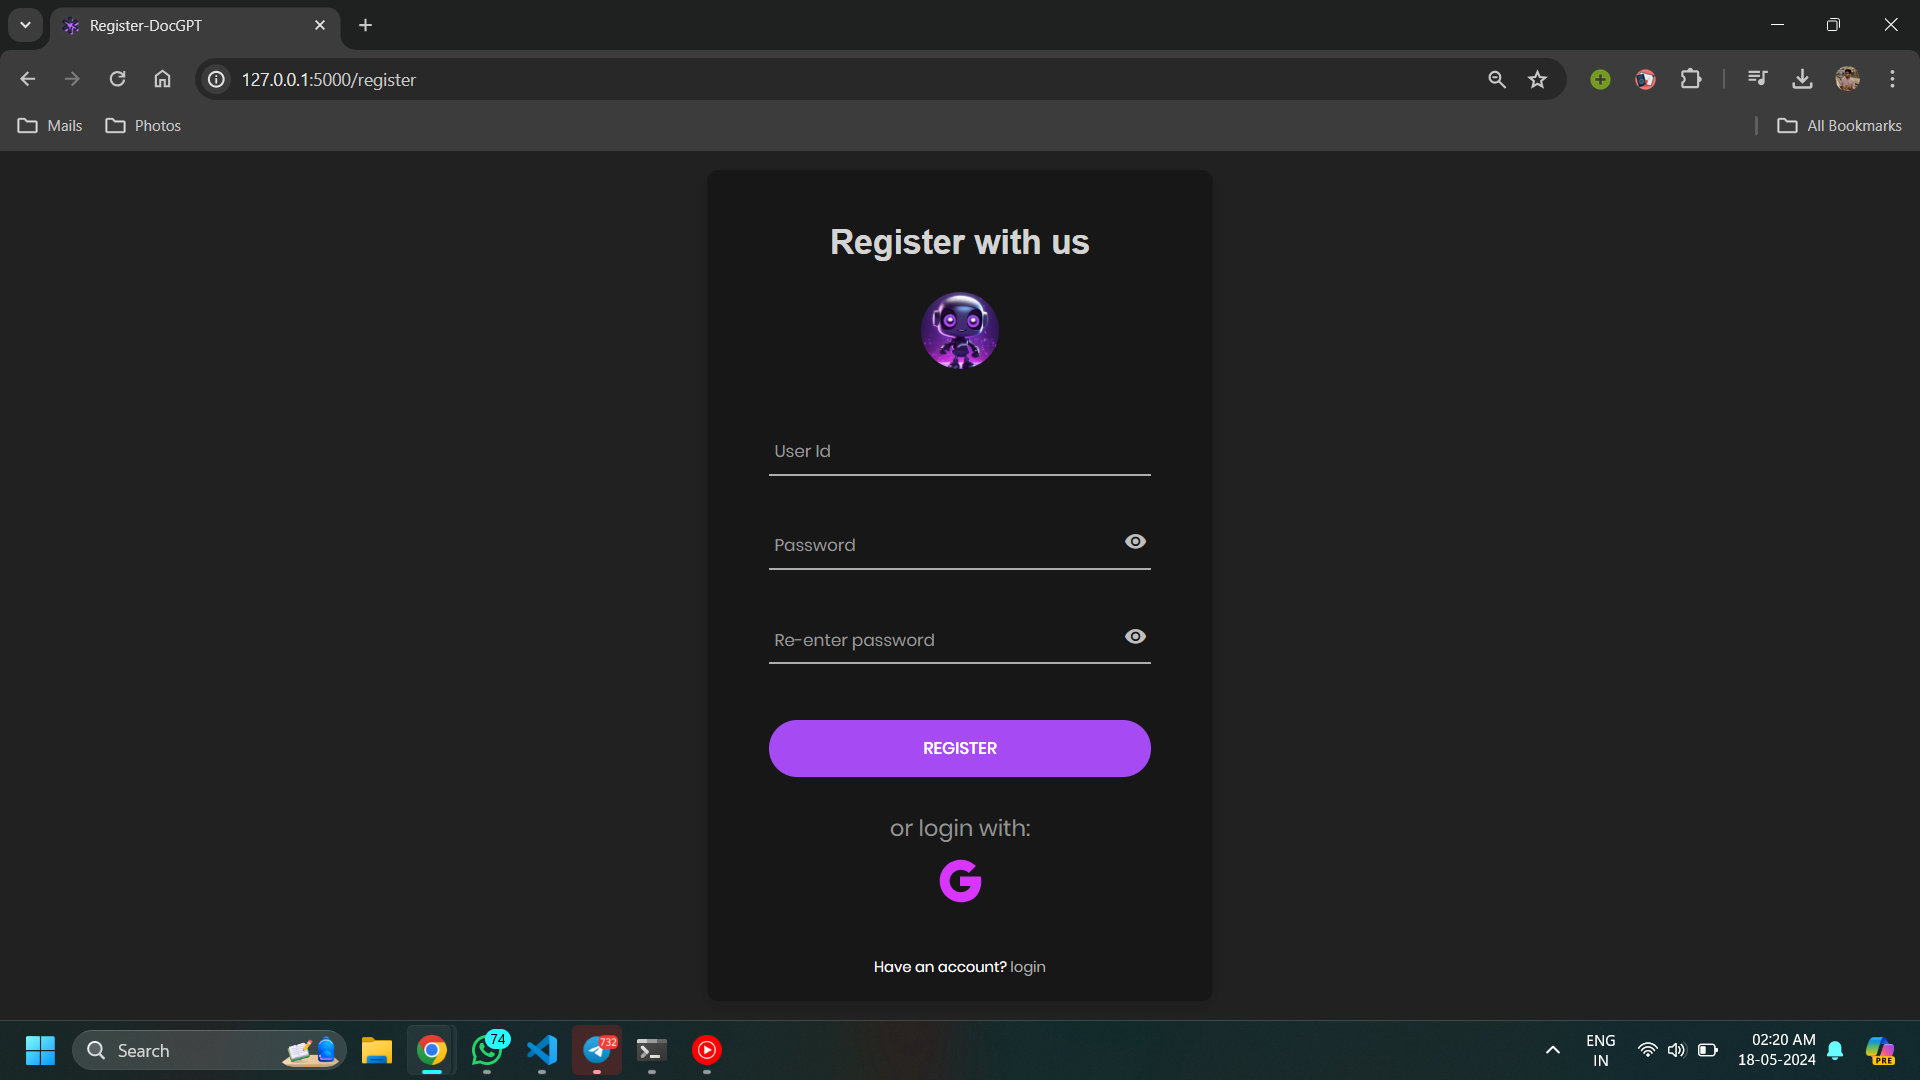 Register-DocGPT
127.0.0.1:5000/register
Mails
Photos
All Bookmarks
Register with us
User Id
Password
Re-enter password
REGISTER
or login with:
G
Have an account? login
Search
74
732
ENG
IN
02:20 AM
18-05-2024
PRE